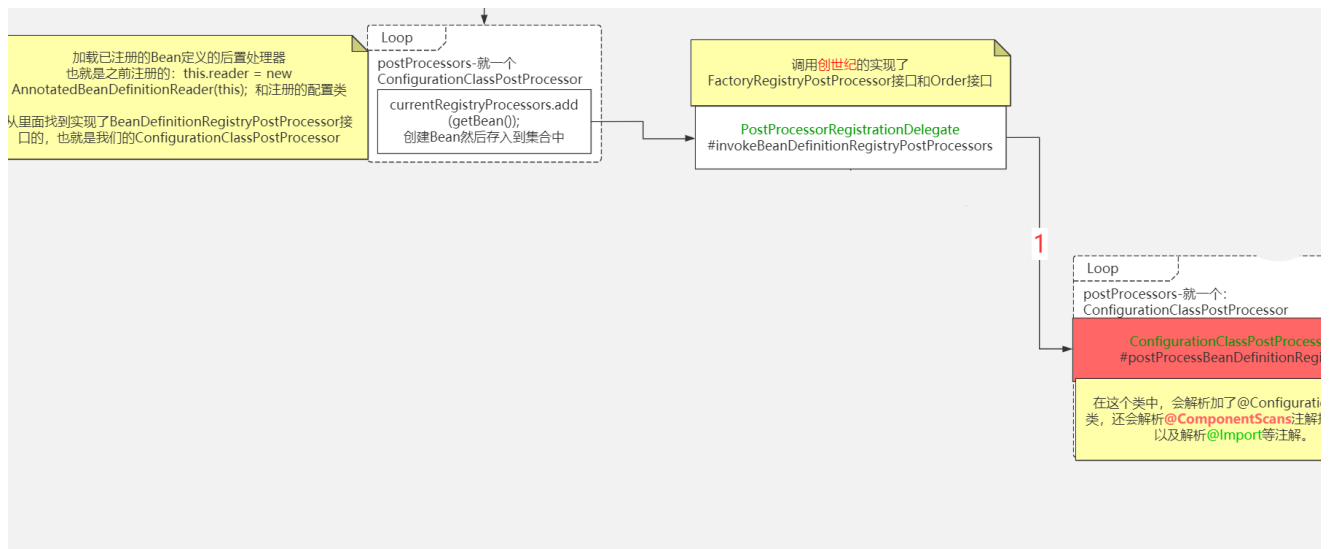 加载已注册的Bean定义的后置处理器
也就是之前注册的：this.reader = new
AnnotatedBeanDefinitionReader(this); 和注册的配置类
从里面找到实现了BeanDefinitionRegistryPostProcessor接
口的，也就是我们的ConfigurationClassPostProcessor
Loop
postProcessors-就一个
ConfigurationClassPostProcessor
currentRegistryProcessors.add
(getBean());
创建Bean然后存入到集合中
调用创世纪的实现了
FactoryRegistryPostProcessor接口和Order接口
PostProcessorRegistrationDelegate
#invokeBeanDefinitionRegistryPostProcessors
1
Loop
postProcessors-就一个：
ConfigurationClassPostProcessor
ConfigurationClassPostProcess
#postProcessBeanDefinitionRegi
在这个类中，会解析加了@Configurati
类，还会解析@ComponentScans注解
以及解析@Import等注解。